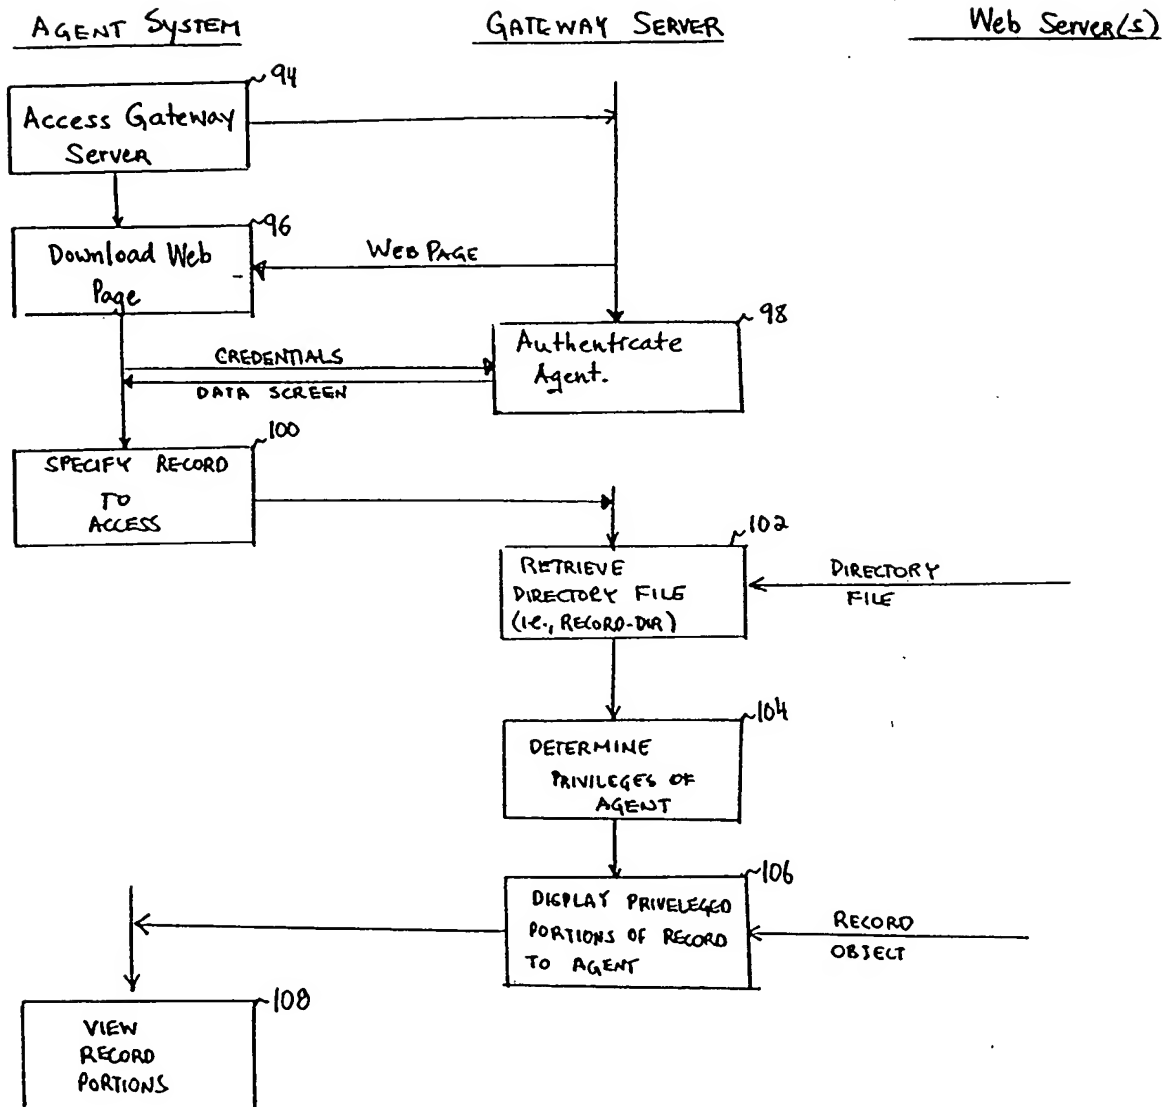 AGENT SYSTEM
GATEWAY SERVER
Web Server(s)
94
Access Gateway
Server
96
Download Web
Page
WEB PAGE
98
Authenticate
Agent.
CREDENTIALS
DATA SCREEN
100
SPECIFY RECORD
TO
ACCESS
102
RETRIEVE
DIRECTORY FILE
(i.e., RECORD-DIR)
DIRECTORY
FILE
104
DETERMINE
PRIVILEGES OF
AGENT
106
DISPLAY PRIVELEGED
PORTIONS OF RECORD
TO AGENT
RECORD
OBJECT
108
VIEW
RECORD
PORTIONS